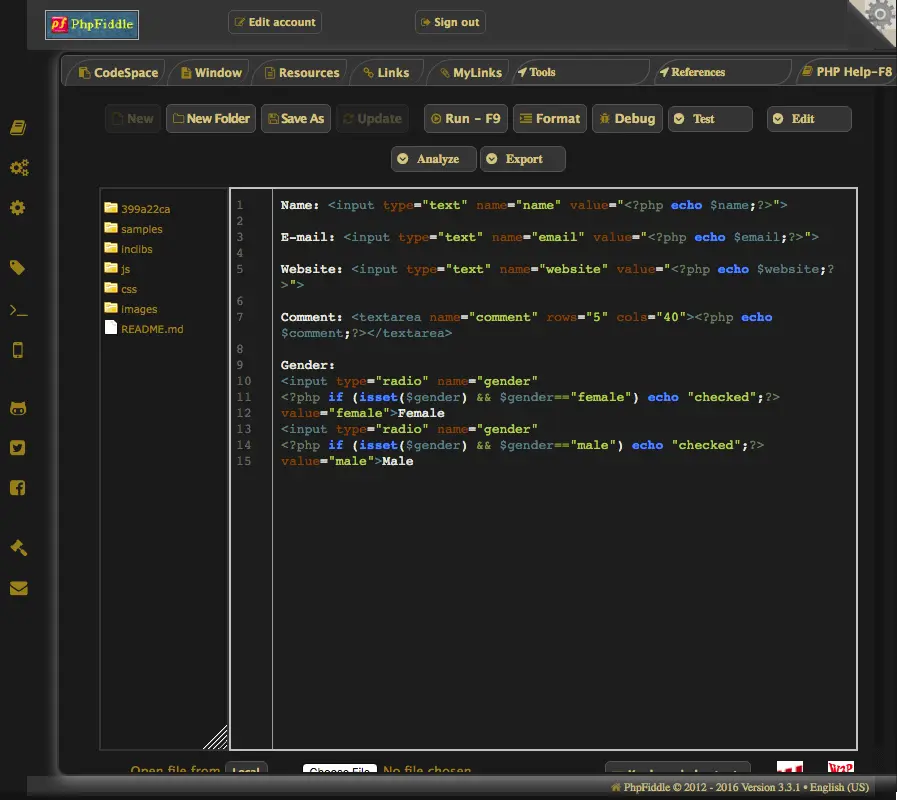 PhpFiddle
Edit account
Sign out
CodeSpace
Window
Resources
Links
MyLinks
Tools
References
PHP Help-F8
New
New Folder
Save As
Update
Run - F9
Format
Debug
Test
Edit
Analyze
Export
399a22ca
samples
inclibs
js
css
images
README.md
1 Name: <input type="text" name="name" value="<?php echo $name;?>">
2
3 E-mail: <input type="text" name="email" value="<?php echo $email;?>">
4
5 Website: <input type="text" name="website" value="<?php echo $website;?
>">
6
7 Comment: <textarea name="comment" rows="5" cols="40"><?php echo
$comment;?></textarea>
8
9 Gender:
10 <input type="radio" name="gender"
11 <?php if (isset($gender) && $gender=="female") echo "checked";?>
12 value="female">Female
13 <input type="radio" name="gender"
14 <?php if (isset($gender) && $gender=="male") echo "checked";?>
15 value="male">Male
Open file from
Local
Choose File
No file chosen
PhpFiddle © 2012 - 2016 Version 3.3.1 • English (US)